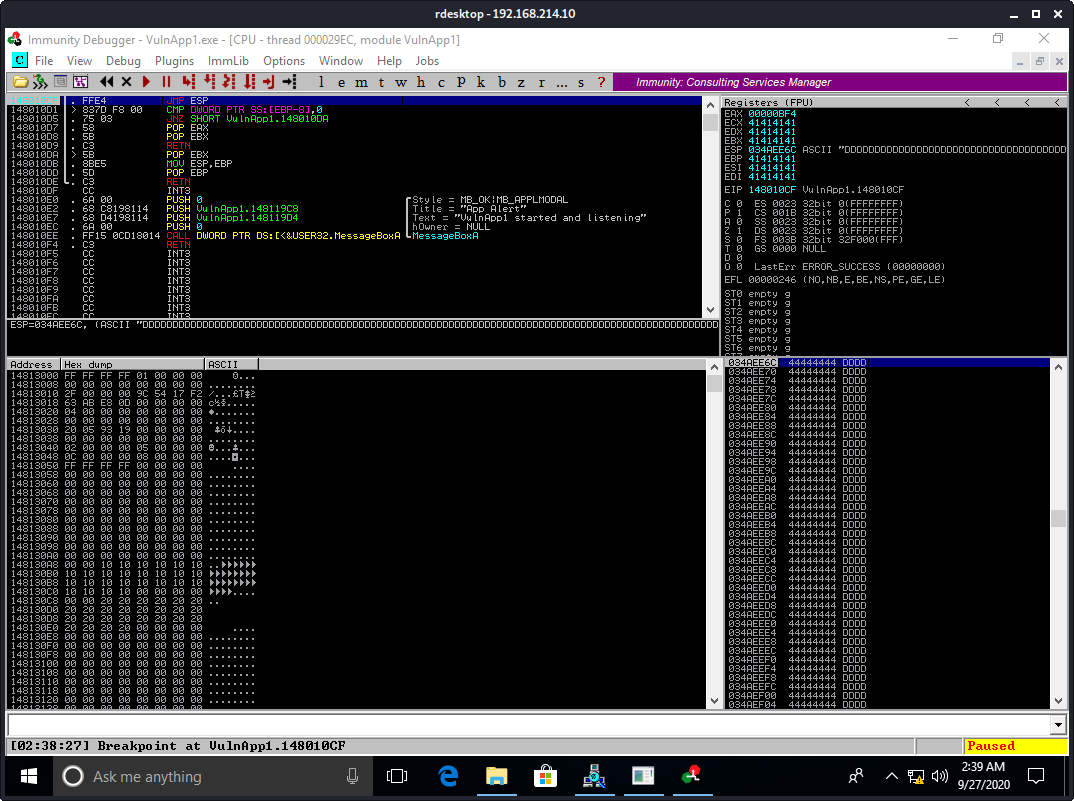 rdesktop - 192.168.214.10
Immunity Debugger - VulnApp1.exe - [CPU - thread 000029EC, module VulnApp1]
C File View Debug Plugins ImmLib Options Window Help Jobs
l e m t w h c P k b z r ... s ? Immunity: Consulting Services Manager
. FFE4 JMP ESP
148010D1 > 837D F8 00 CMP DWORD PTR SS:[EBP-8],0
148010D5 . 75 03 JNZ SHORT VulnApp1.148010DA
148010D7 . 58 POP EAX
148010D8 . 5B POP EBX
148010D9 . C3 RETN
148010DA > 5B POP EBX
148010DB . 8BE5 MOV ESP,EBP
148010DD . 5D POP EBP
148010DE . C3 RETN
148010DF CC INT3
148010E0 . 6A 00 PUSH 0 Style = MB_OK|MB_APPLMODAL
148010E2 . 68 C8198114 PUSH VulnApp1.148119C8 Title = "App Alert"
148010E7 . 68 D4198114 PUSH VulnApp1.148119D4 Text = "VulnApp1 started and listening"
148010EC . 6A 00 PUSH 0 hOwner = NULL
148010EE . FF15 0CD18014 CALL DWORD PTR DS:[<&USER32.MessageBoxA MessageBoxA
148010F4 . C3 RETN
148010F5 CC INT3
148010F6 CC INT3
148010F7 CC INT3
148010F8 CC INT3
148010F9 CC INT3
148010FA CC INT3
148010FB CC INT3
ESP=034AEE6C, (ASCII "DDDDDDDDDDDDDDDDDDDDDDDDDDDDDDDDDDDDDDDD
Registers (FPU) < < < <
EAX 00000BF4
ECX 41414141
EDX 41414141
EBX 41414141
ESP 034AEE6C ASCII "DDDDDDDDDDDDDDDDDDDDDDDDDDDDDDDDDDDDD
EBP 41414141
ESI 41414141
EDI 41414141
EIP 148010CF VulnApp1.148010CF
C 0 ES 0023 32bit 0(FFFFFFFF)
P 1 CS 001B 32bit 0(FFFFFFFF)
A 0 SS 0023 32bit 0(FFFFFFFF)
Z 1 DS 0023 32bit 0(FFFFFFFF)
S 0 FS 003B 32bit 32F000(FFF)
T 0 GS 0000 NULL
D 0
O 0 LastErr ERROR_SUCCESS (00000000)
EFL 00000246 (NO,NB,E,BE,NS,PE,GE,LE)
ST0 empty g
ST1 empty g
ST2 empty g
ST3 empty g
ST4 empty g
ST5 empty g
ST6 empty g
Address Hex dump ASCII
14813000 FF FF FF FF 01 00 00 00
14813008 00 00 00 00 00 00 00 00 ........
14813010 2F 00 00 00 9C 54 17 F2
14813018 63 AB E8 0D 00 00 00 00
14813020 04 00 00 00 00 00 00 00
14813028 00 00 00 00 00 00 00 00 ........
14813030 20 05 93 19 00 00 00 00
14813038 00 00 00 00 00 00 00 00 ........
14813040 02 00 00 00 05 00 00 00
14813048 0C 00 00 00 08 00 00 00
14813050 FF FF FF FF 00 00 00 00 ....
14813058 00 00 00 00 00 00 00 00 ........
14813060 00 00 00 00 00 00 00 00 ........
14813068 00 00 00 00 00 00 00 00 ........
14813070 00 00 00 00 00 00 00 00 ........
14813078 00 00 00 00 00 00 00 00 ........
14813080 00 00 00 00 00 00 00 00 ........
14813088 00 00 00 00 00 00 00 00 ........
14813090 00 00 00 00 00 00 00 00 ........
14813098 00 00 00 00 00 00 00 00 ........
148130A0 00 00 00 00 00 00 00 00 ........
148130A8 00 00 10 10 10 10 10 10
148130B0 10 10 10 10 10 10 10 10
148130B8 10 10 10 10 10 10 10 10
148130C0 10 10 10 10 00 00 00 00
148130C8 00 00 20 20 20 20 20 20 ..
148130D0 20 20 20 20 20 20 20 20
148130D8 20 20 20 20 20 20 20 20
148130E0 20 20 20 20 00 00 00 00 ....
148130E8 00 00 00 00 00 00 00 00 ........
148130F0 00 00 00 00 00 00 00 00 ........
148130F8 00 00 00 00 00 00 00 00 ........
14813100 00 00 00 00 00 00 00 00 ........
14813108 00 00 00 00 00 00 00 00 ........
14813110 00 00 00 00 00 00 00 00 ........
14813118 00 00 00 00 00 00 00 00 ........
14813120 00 00 00 00 00 00 00 00 ........
034AEE6C 44444444 DDDD
034AEE70 44444444 DDDD
034AEE74 44444444 DDDD
034AEE78 44444444 DDDD
034AEE7C 44444444 DDDD
034AEE80 44444444 DDDD
034AEE84 44444444 DDDD
034AEE88 44444444 DDDD
034AEE8C 44444444 DDDD
034AEE90 44444444 DDDD
034AEE94 44444444 DDDD
034AEE98 44444444 DDDD
034AEE9C 44444444 DDDD
034AEEA0 44444444 DDDD
034AEEA4 44444444 DDDD
034AEEA8 44444444 DDDD
034AEEAC 44444444 DDDD
034AEEB0 44444444 DDDD
034AEEB4 44444444 DDDD
034AEEB8 44444444 DDDD
034AEEBC 44444444 DDDD
034AEEC0 44444444 DDDD
034AEEC4 44444444 DDDD
034AEEC8 44444444 DDDD
034AEECC 44444444 DDDD
034AEED0 44444444 DDDD
034AEED4 44444444 DDDD
034AEED8 44444444 DDDD
034AEEDC 44444444 DDDD
034AEEE0 44444444 DDDD
034AEEE4 44444444 DDDD
034AEEE8 44444444 DDDD
034AEEEC 44444444 DDDD
034AEEF0 44444444 DDDD
034AEEF4 44444444 DDDD
034AEEF8 44444444 DDDD
034AEEFC 44444444 DDDD
034AEF00 44444444 DDDD
034AEF04 44444444 DDDD
[02:38:27] Breakpoint at VulnApp1.148010CF Paused
Ask me anything
2:39 AM
9/27/2020